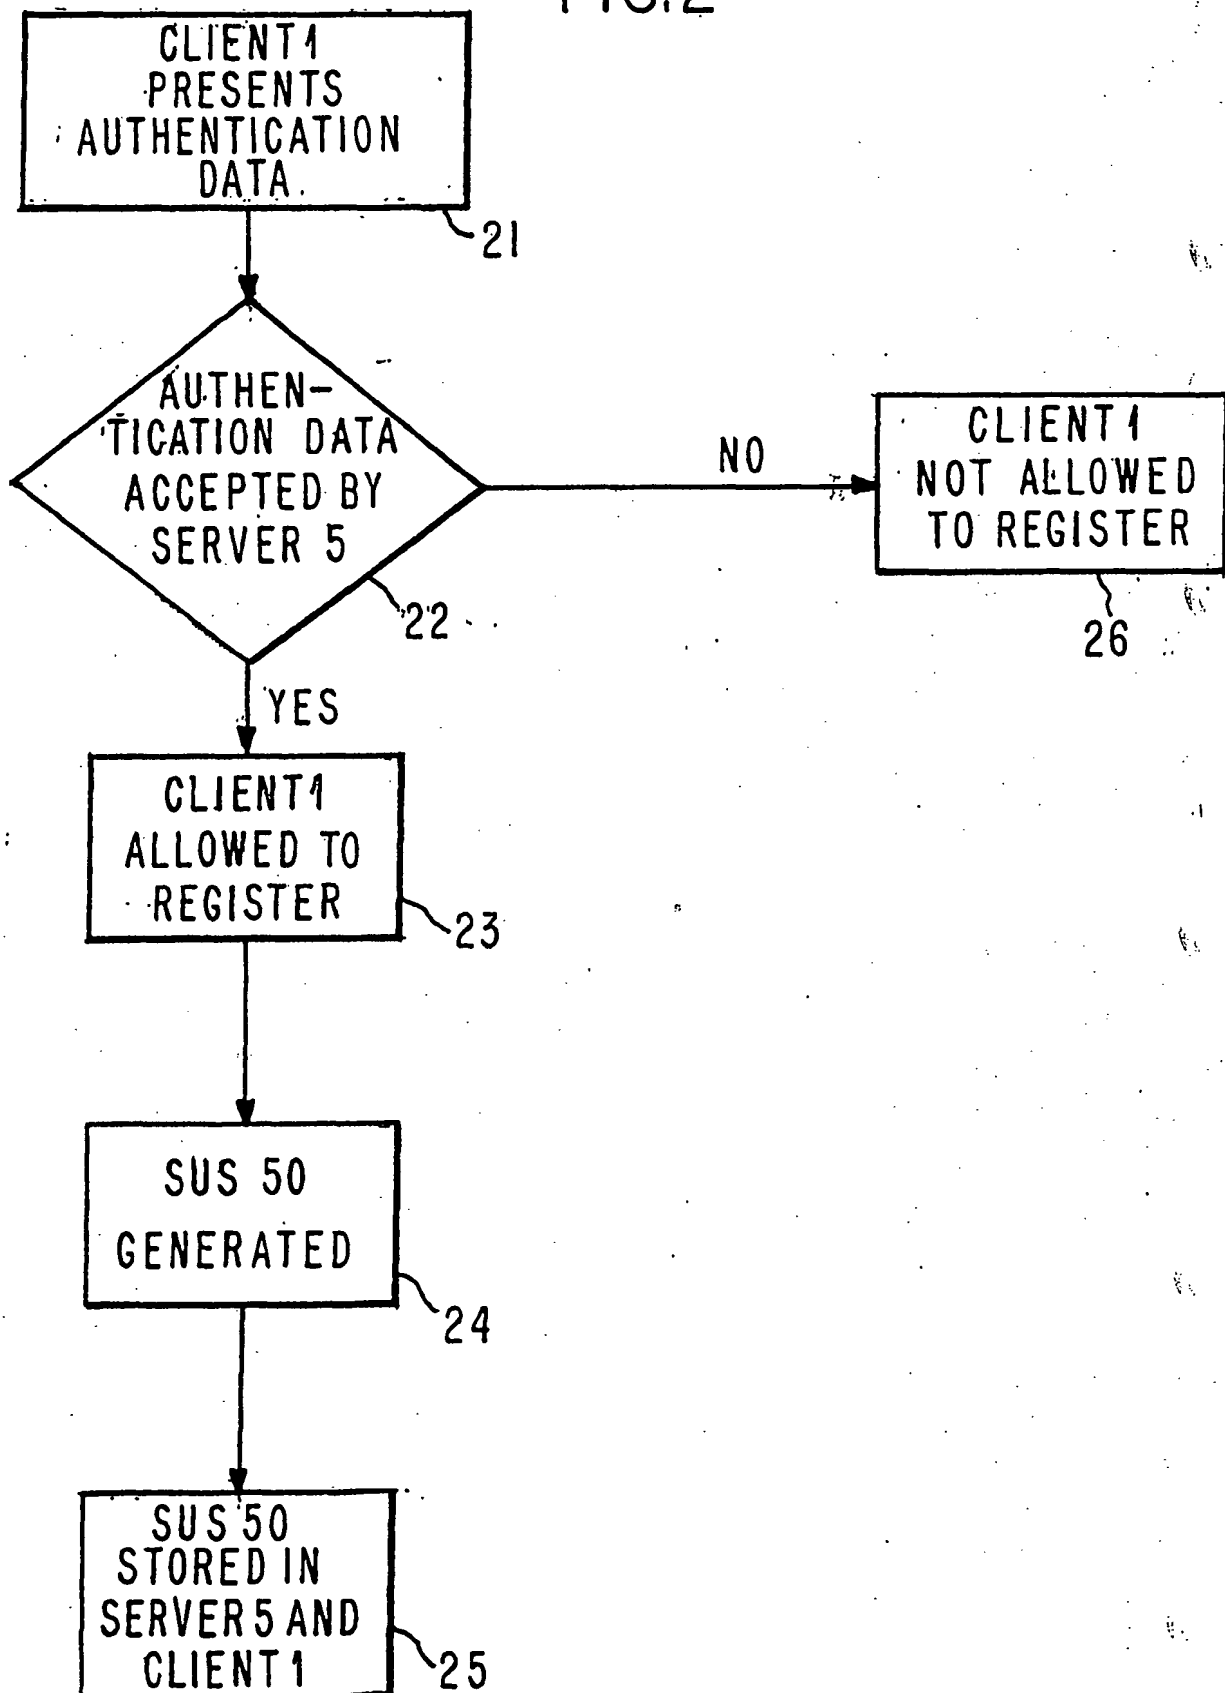 FIG.2
CLIENT 1
PRESENTS
AUTHENTICATION
DATA.
21
AUTHEN-
TICATION DATA
ACCEPTED BY
SERVER 5
22
NO
CLIENT 1
NOT ALLOWED
TO REGISTER
26
YES
CLIENT 1
ALLOWED TO
REGISTER
23
SUS 50
GENERATED
24
SUS 50
STORED IN
SERVER 5 AND
CLIENT 1
25